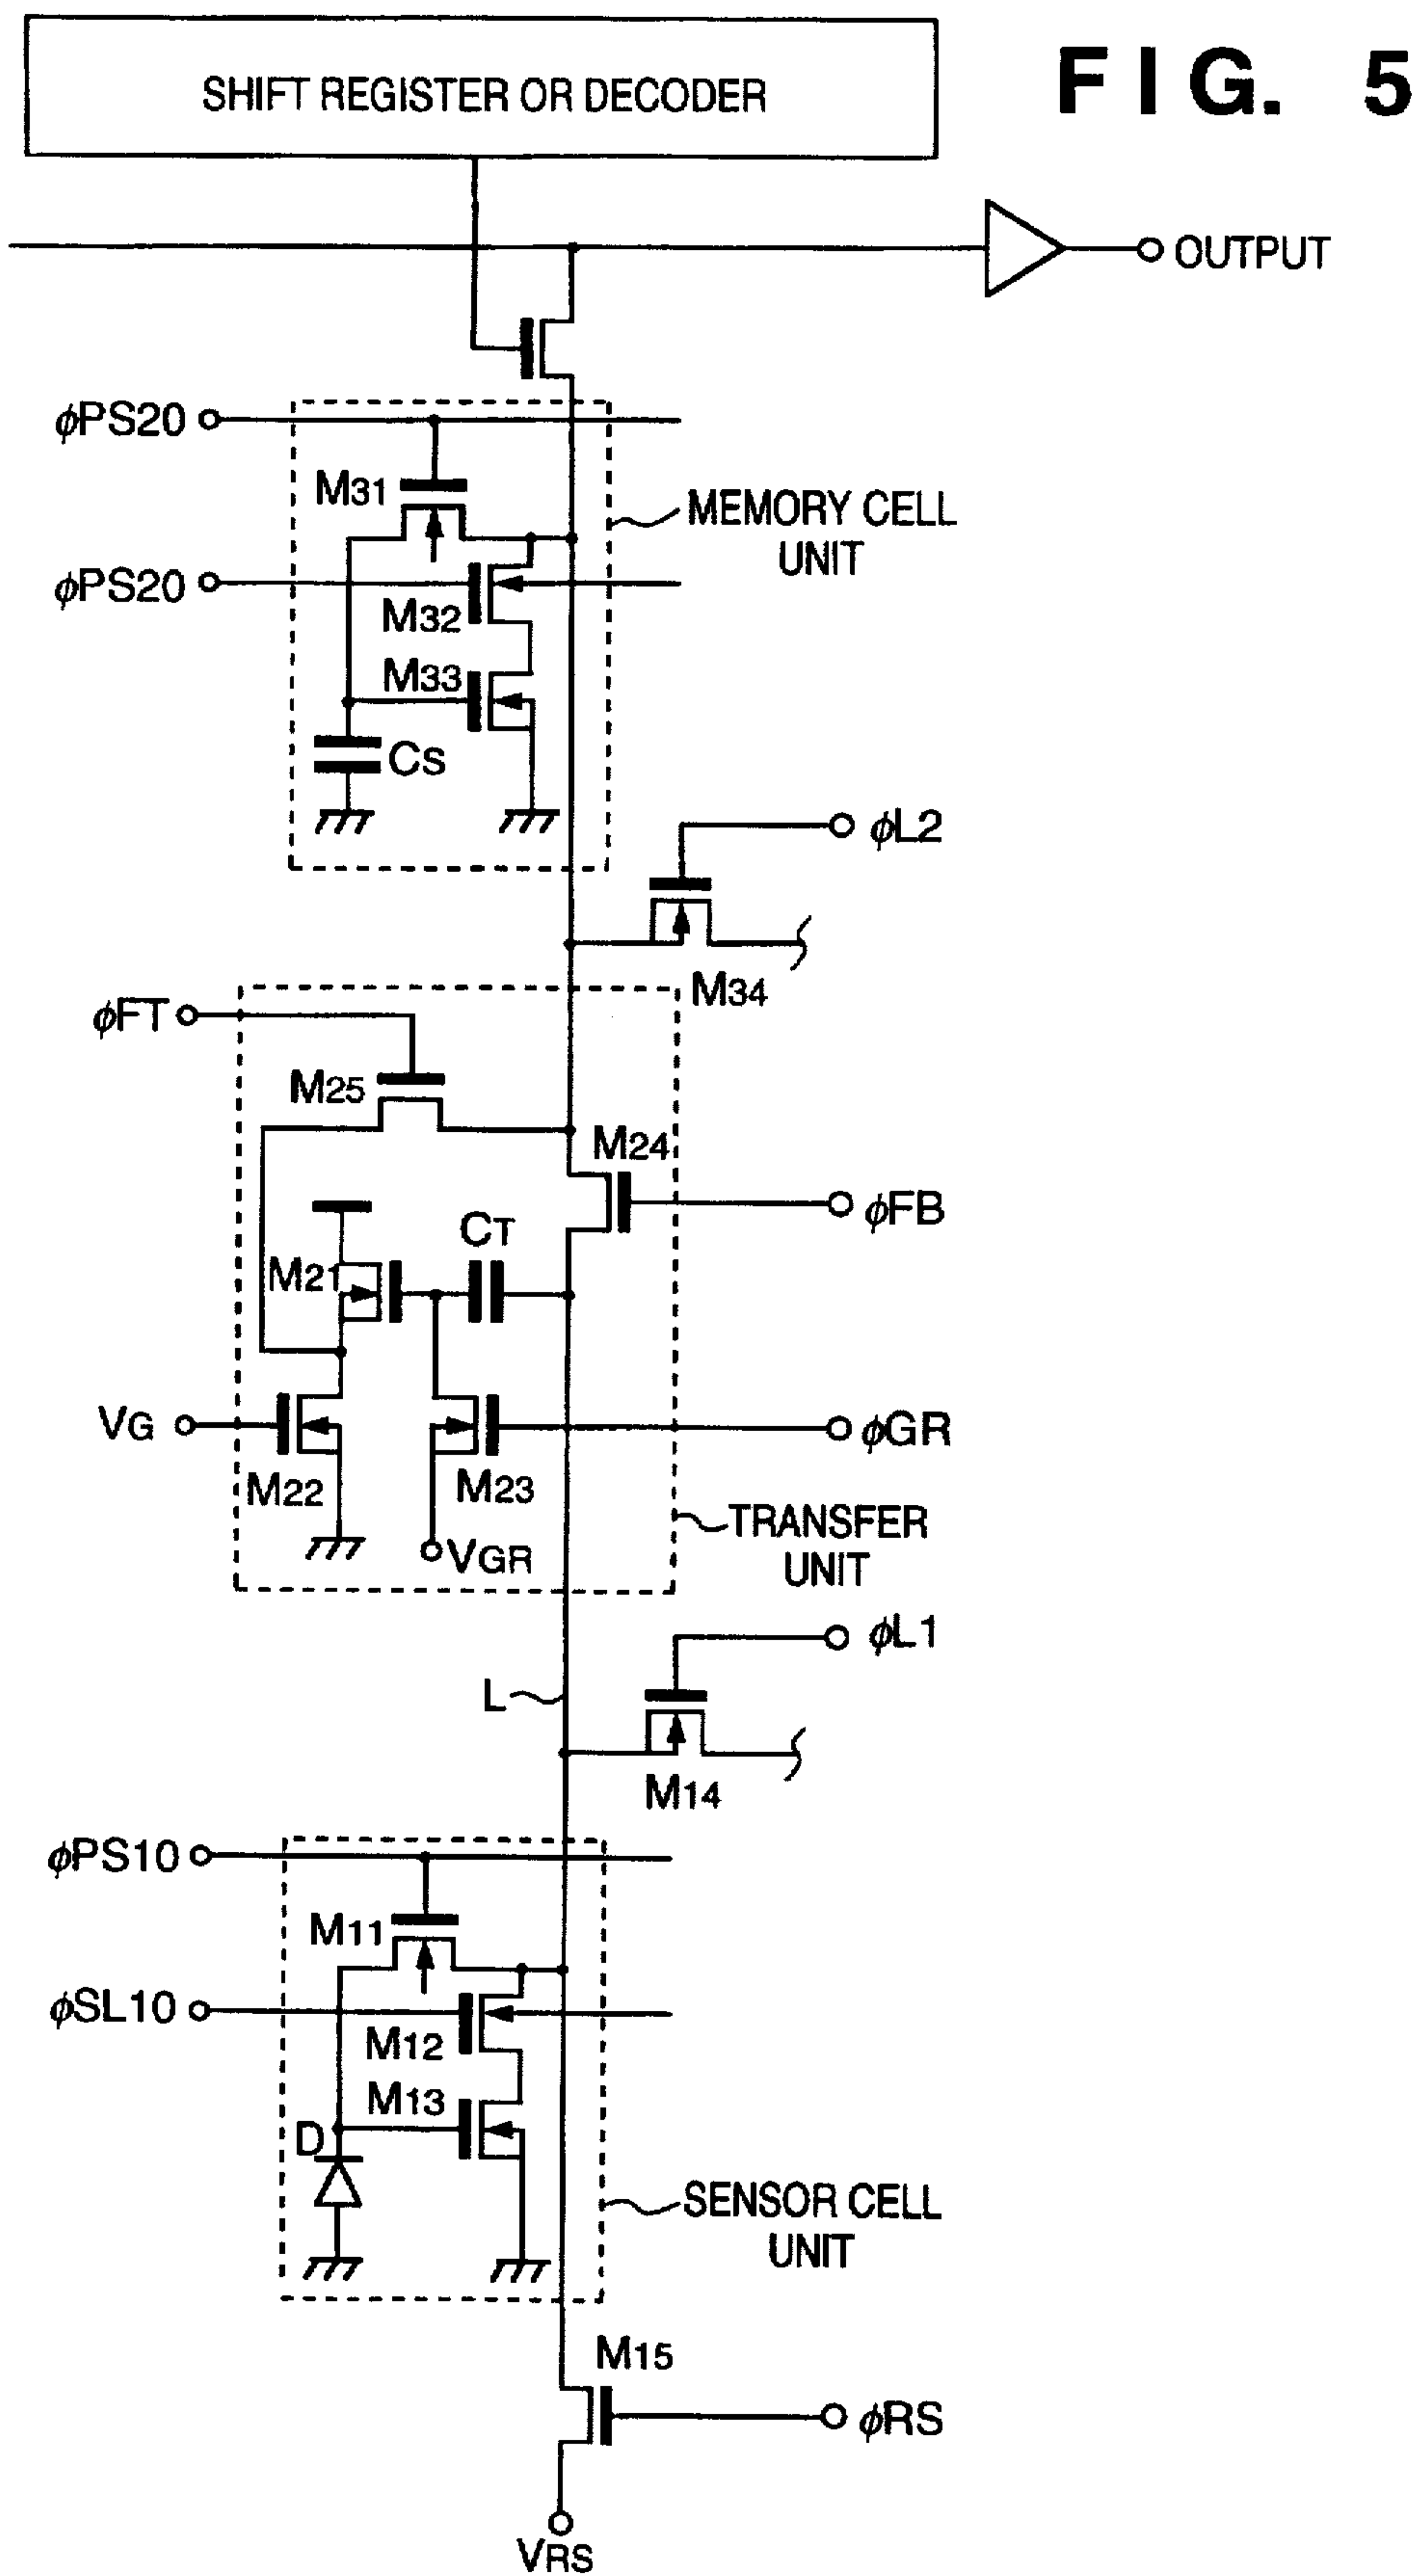 SHIFT REGISTER OR DECODER
FIG. 5
OUTPUT
ϕPS20
M31
MEMORY CELL
UNIT
ϕPS20
M32
M33
CS
ϕL2
M34
ϕFT
M25
M24
ϕFB
CT
M21
VG
ϕGR
M22
M23
VGR
TRANSFER
UNIT
ϕL1
L
M14
ϕPS10
M11
ϕSL10
M12
M13
D
SENSOR CELL
UNIT
M15
ϕRS
VRS